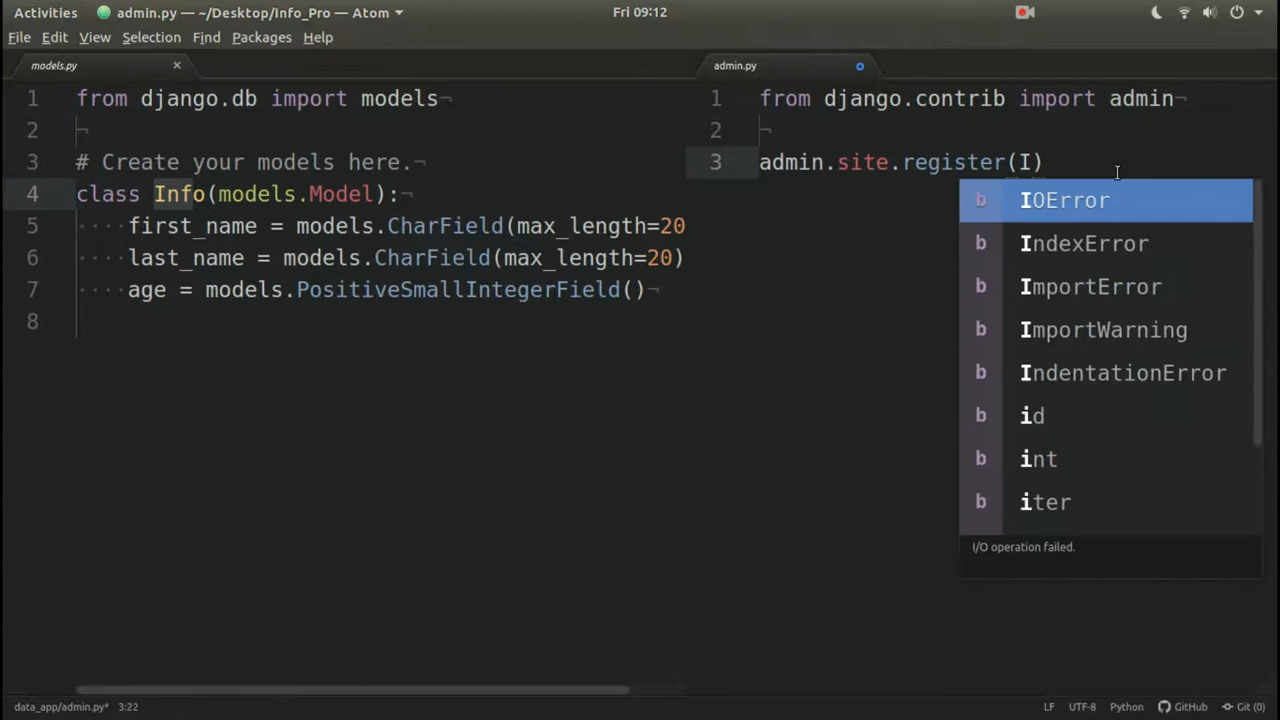 Activities admin.py — ~/Desktop/Info_Pro — Atom Fri 09:12
File Edit View Selection Find Packages Help
models.py
1 from django.db import models¬
2 ¬
3 # Create your models here.¬
4 class Info(models.Model):¬
5 ····first_name = models.CharField(max_length=20
6 ····last_name = models.CharField(max_length=20)
7 ····age = models.PositiveSmallIntegerField()¬
8
admin.py
1 from django.contrib import admin¬
2 ¬
3 admin.site.register(I)
b IOError
b IndexError
b ImportError
b ImportWarning
b IndentationError
b id
b int
b iter
I/O operation failed.
data_app/admin.py* 3:22 LF UTF-8 Python GitHub Git (0)